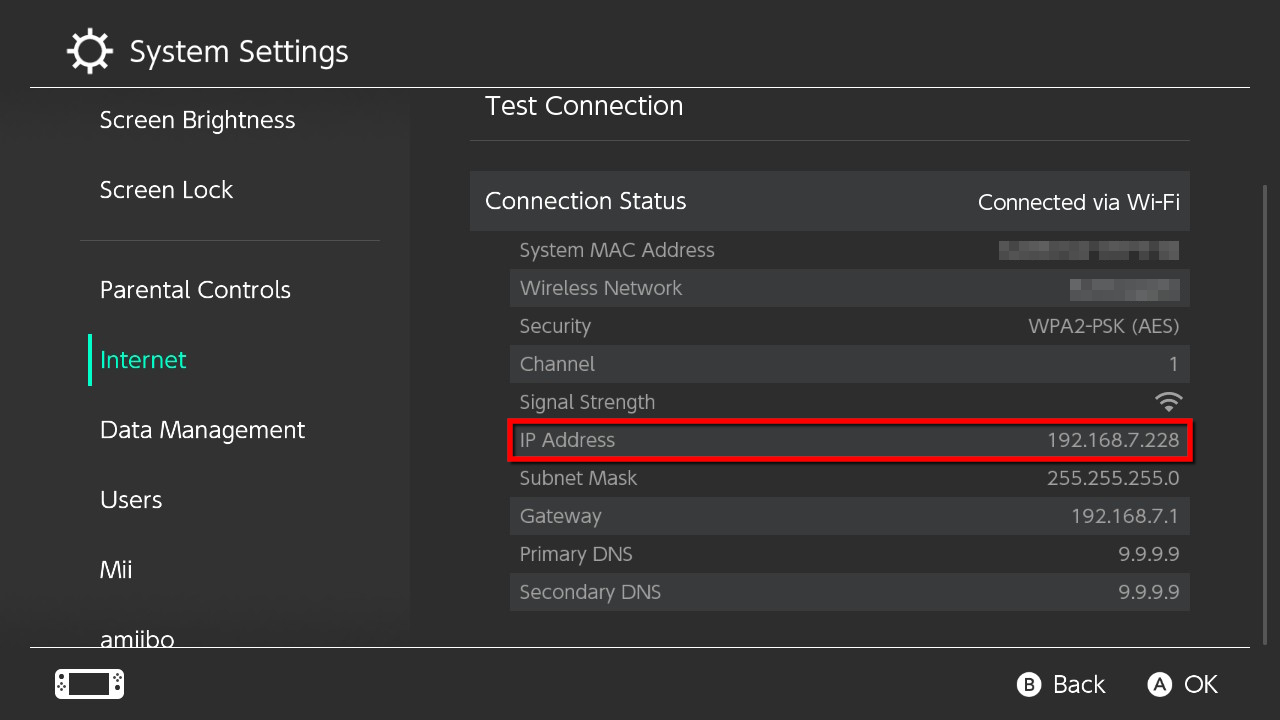 System Settings
Screen Brightness
Screen Lock
Parental Controls
Internet
Data Management
Users
Mii
amiibo
Test Connection
Connection Status Connected via Wi-Fi
System MAC Address
Wireless Network
Security WPA2-PSK (AES)
Channel 1
Signal Strength
IP Address 192.168.7.228
Subnet Mask 255.255.255.0
Gateway 192.168.7.1
Primary DNS 9.9.9.9
Secondary DNS 9.9.9.9
B Back A OK